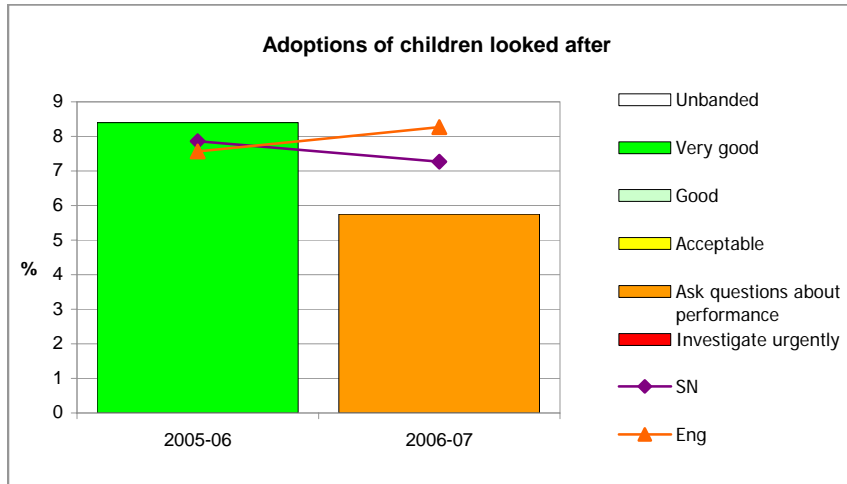 Adoptions of children looked after
9
8
7
6
5
4
3
2
1
0
%
2005-06
2006-07
Unbanded
Very good
Good
Acceptable
Ask questions about
performance
Investigate urgently
SN
Eng